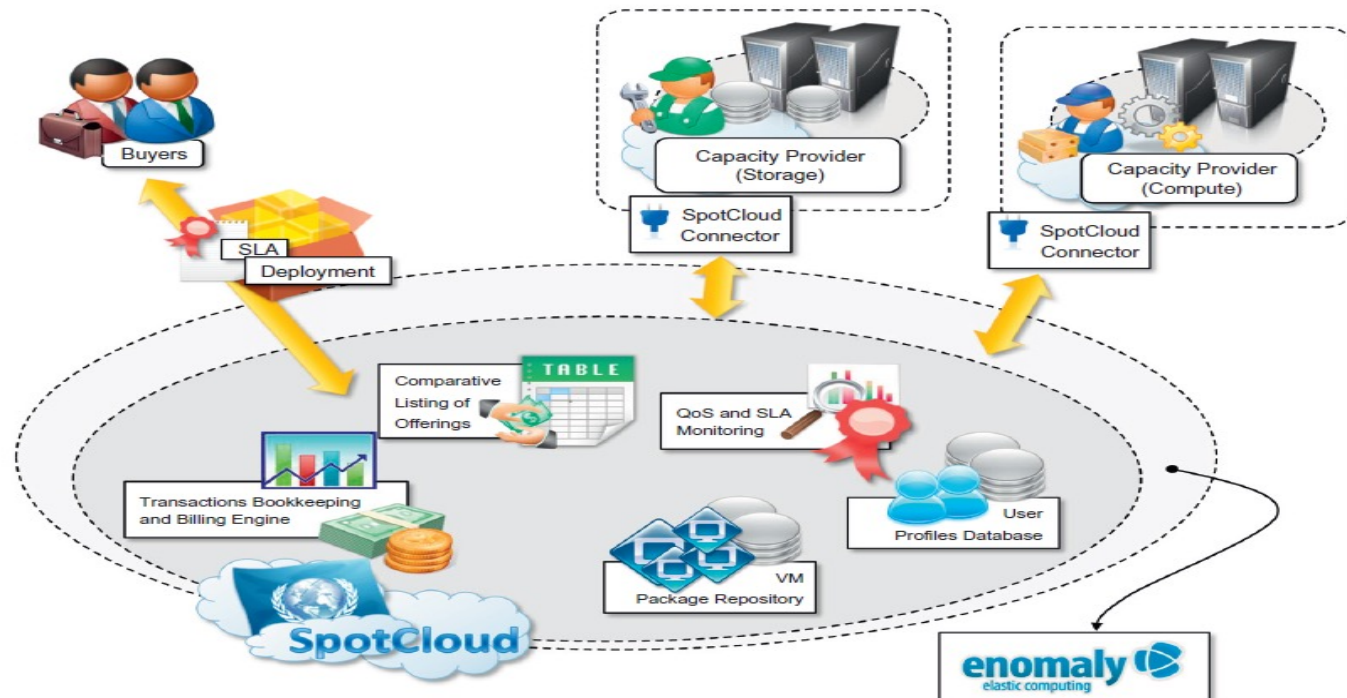 Buyers
SLA
Deployment
Capacity Provider
(Storage)
SpotCloud
Connector
Capacity Provider
(Compute)
SpotCloud
Connector
Comparative
Listing of
Offerings
TABLE
QoS and SLA
Monitoring
Transactions Bookkeeping
and Billing Engine
User
Profiles Database
VM
Package Repository
SpotCloud
enomaly
elastic computing